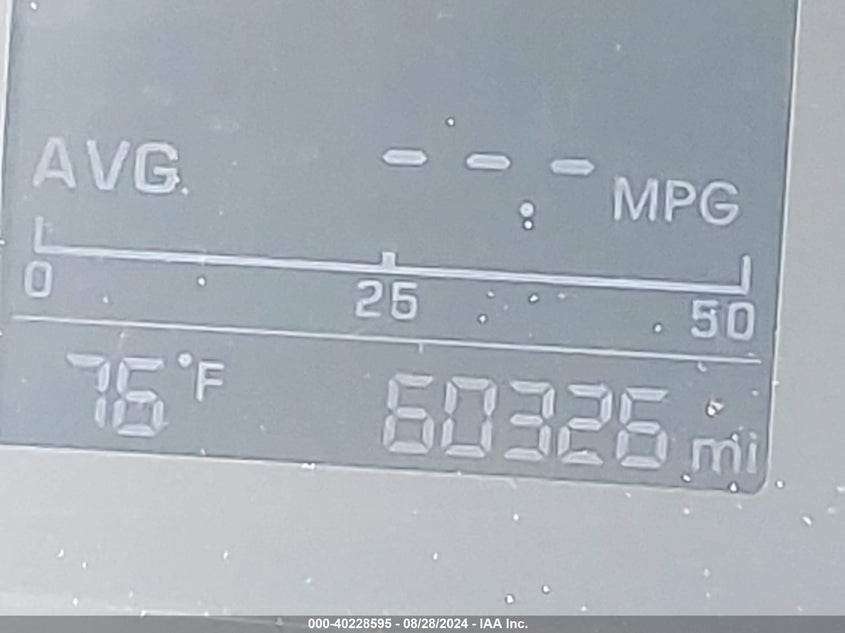 AVG. - - - MPG
0 25 50
76°F 60326 mi
000-40228595 - 08/28/2024 - IAA Inc.